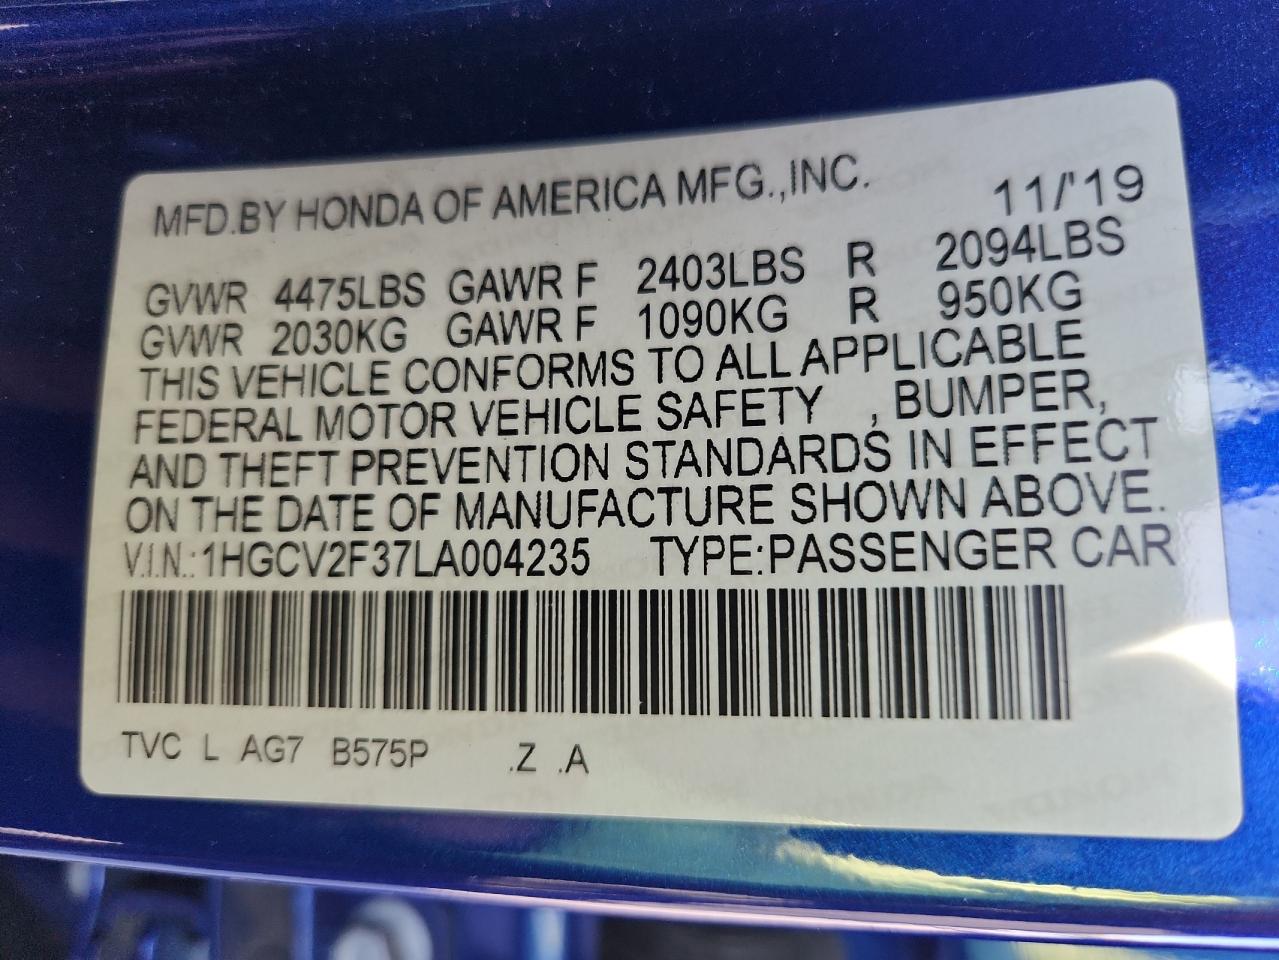 MFD.BY HONDA OF AMERICA MFG.,INC. 11/'19
GVWR 4475LBS GAWR F 2403LBS R 2094LBS
GVWR 2030KG GAWR F 1090KG R 950KG
THIS VEHICLE CONFORMS TO ALL APPLICABLE
FEDERAL MOTOR VEHICLE SAFETY , BUMPER,
AND THEFT PREVENTION STANDARDS IN EFFECT
ON THE DATE OF MANUFACTURE SHOWN ABOVE.
V.I.N.:1HGCV2F37LA004235 TYPE:PASSENGER CAR
TVC L AG7 B575P .Z .A